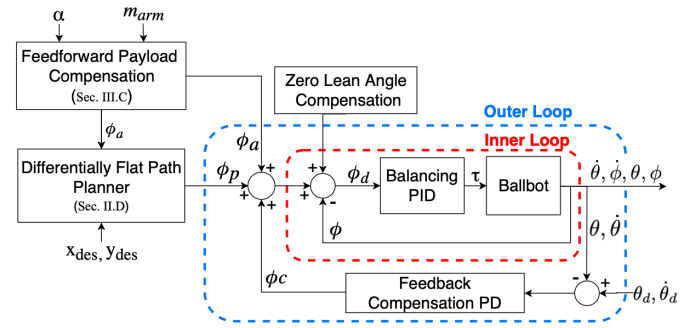 α
m_arm
Feedforward Payload
Compensation
(Sec. III.C)
Zero Lean Angle
Compensation
Outer Loop
ϕ_a
ϕ_a
Inner Loop
+
+
θ̇, ϕ̇, θ, ϕ
Differentially Flat Path
Planner
(Sec. II.D)
ϕ_p
+
+
+
-
ϕ_d
Balancing
PID
τ
Ballbot
ϕ
θ, θ̇
x_des, y_des
ϕc
Feedback
Compensation PD
-
+
θ_d, θ̇_d